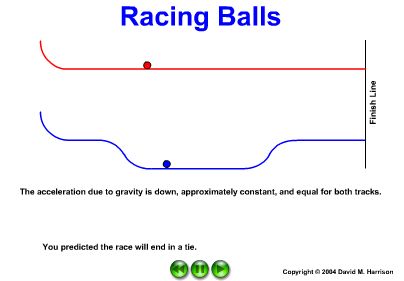 Racing Balls
Finish Line
The acceleration due to gravity is down, approximately constant, and equal for both tracks.
You predicted the race will end in a tie.
Copyright © 2004 David M. Harrison